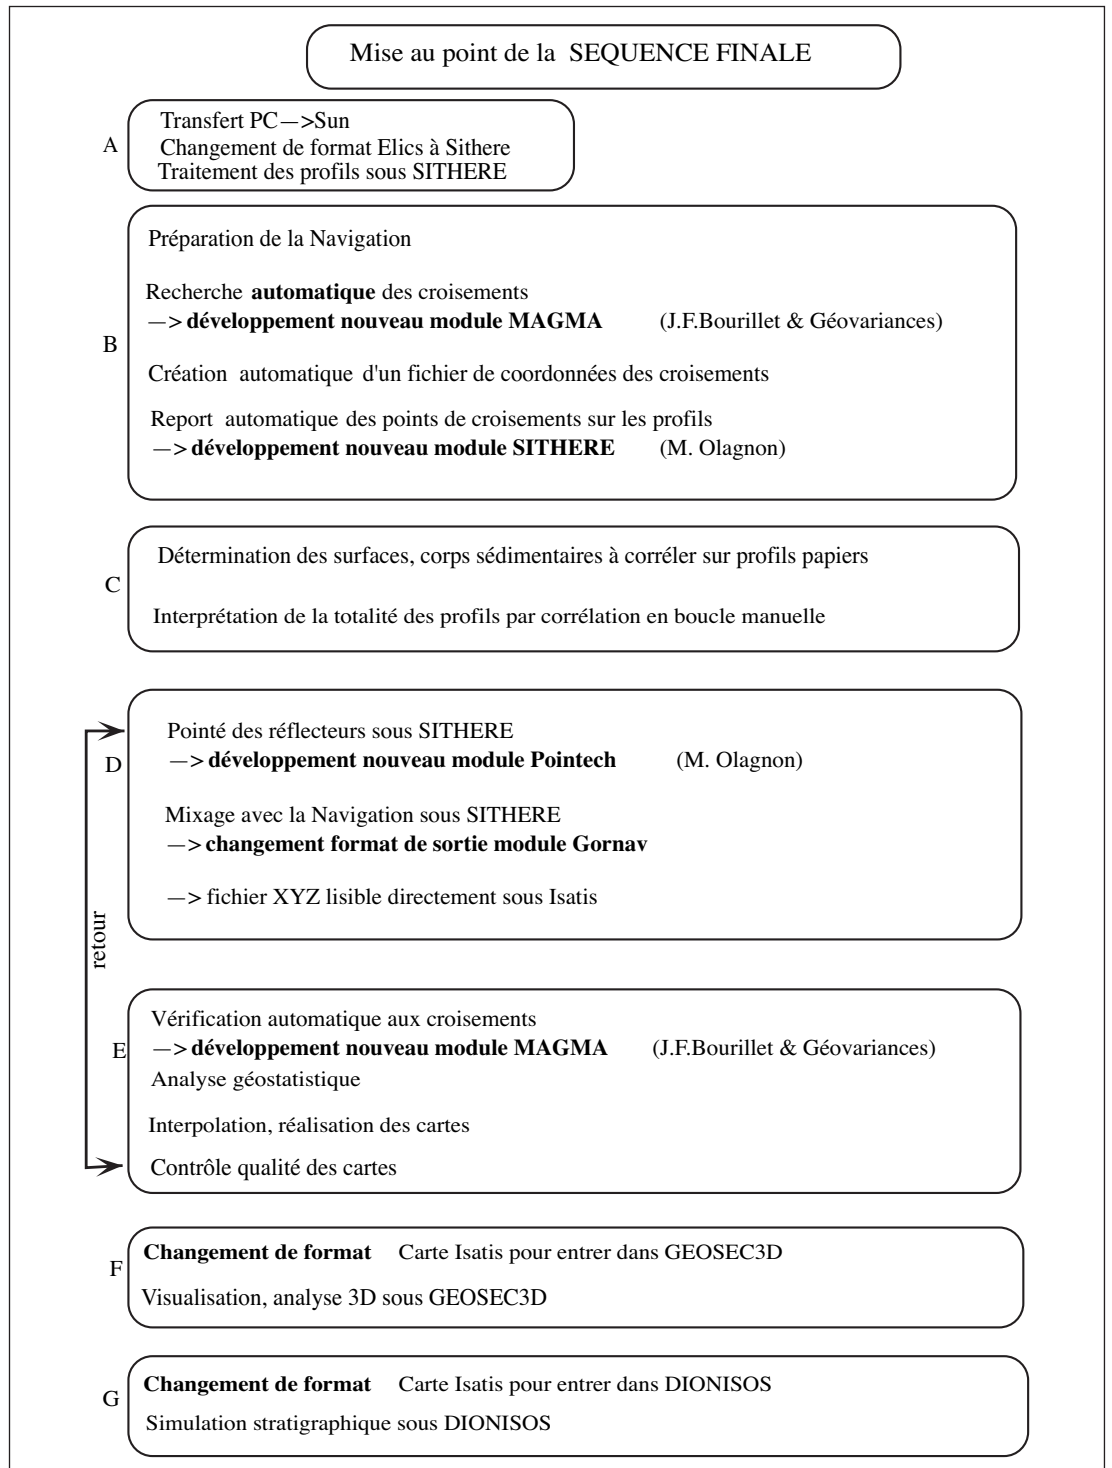 Mise au point de la SEQUENCE FINALE
A
Transfert PC—>Sun
Changement de format Elics à Sithere
Traitement des profils sous SITHERE
B
Préparation de la Navigation
Recherche automatique des croisements
—> développement nouveau module MAGMA (J.F.Bourillet & Géovariances)
Création automatique d'un fichier de coordonnées des croisements
Report automatique des points de croisements sur les profils
—> développement nouveau module SITHERE (M. Olagnon)
C
Détermination des surfaces, corps sédimentaires à corréler sur profils papiers
Interprétation de la totalité des profils par corrélation en boucle manuelle
D
Pointé des réflecteurs sous SITHERE
—> développement nouveau module Pointech (M. Olagnon)
Mixage avec la Navigation sous SITHERE
—> changement format de sortie module Gornav
—> fichier XYZ lisible directement sous Isatis
retour
E
Vérification automatique aux croisements
—> développement nouveau module MAGMA (J.F.Bourillet & Géovariances)
Analyse géostatistique
Interpolation, réalisation des cartes
Contrôle qualité des cartes
F
Changement de format Carte Isatis pour entrer dans GEOSEC3D
Visualisation, analyse 3D sous GEOSEC3D
G
Changement de format Carte Isatis pour entrer dans DIONISOS
Simulation stratigraphique sous DIONISOS